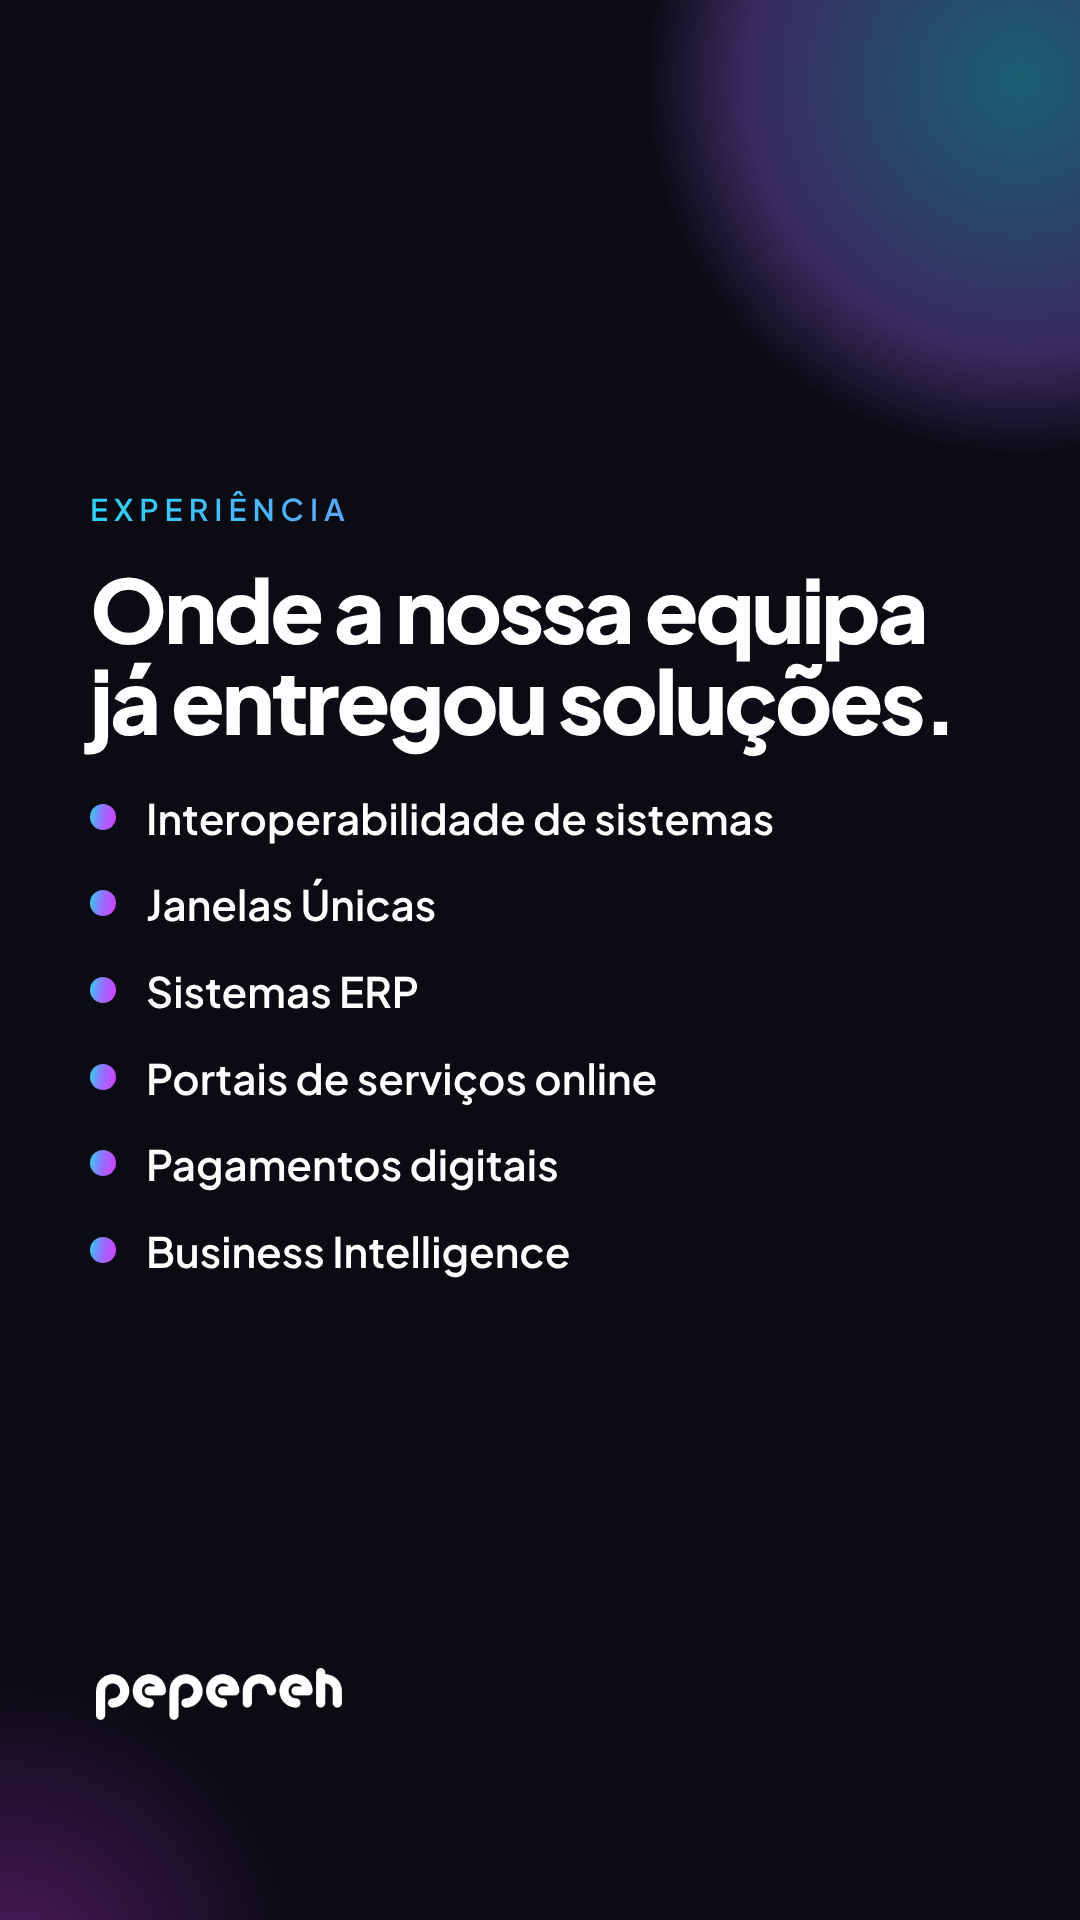 EXPERIÊNCIA
Onde a nossa equipa
já entregou soluções.
Interoperabilidade de sistemas
Janelas Únicas
Sistemas ERP
Portais de serviços online
Pagamentos digitais
Business Intelligence
pepereh